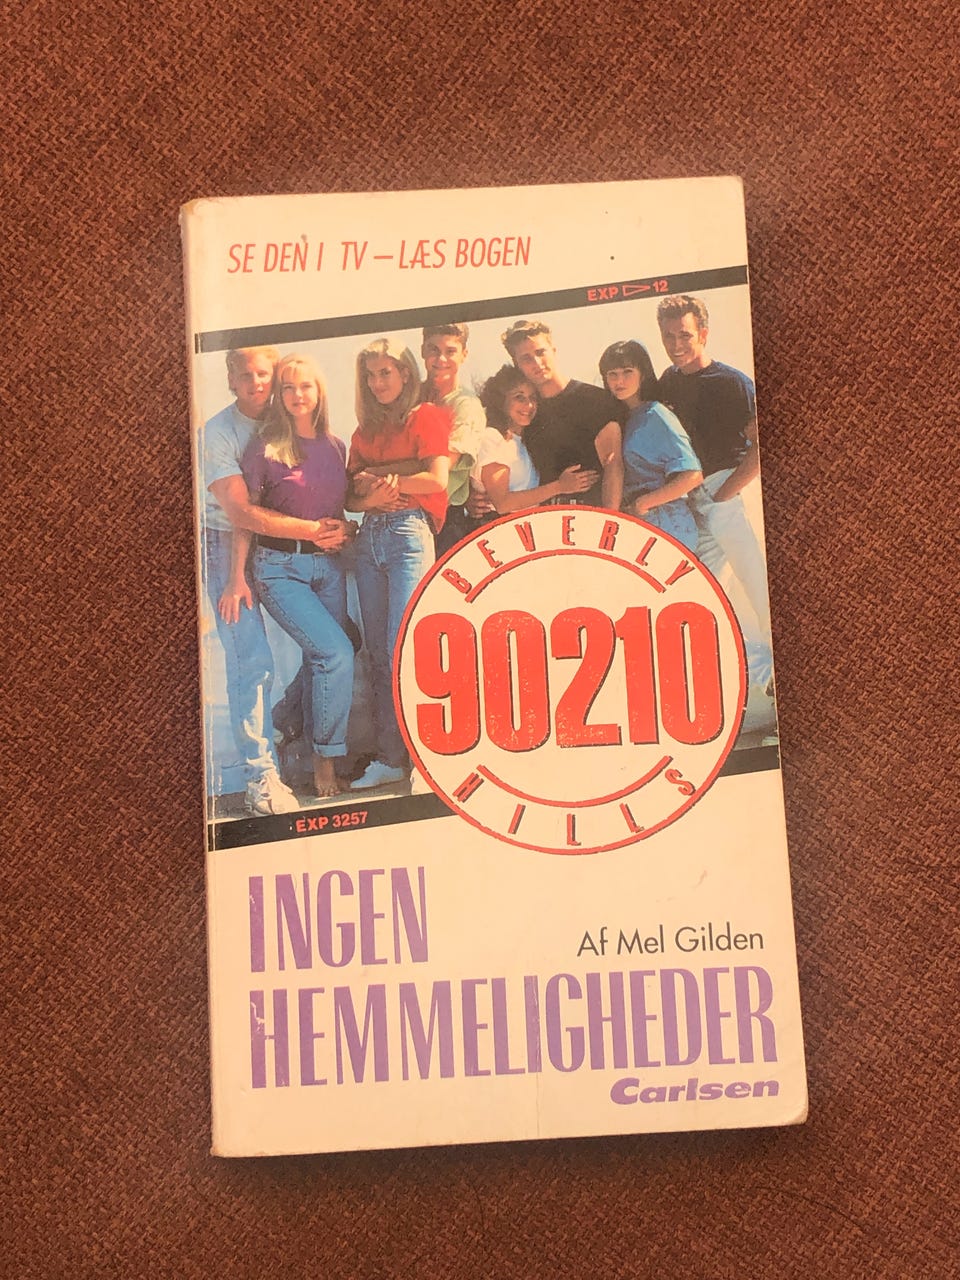 SE DEN I TV – LÆS BOGEN
EXP ▷ 12
BEVERLY
90210
HILLS
EXP 3257
INGEN
Af Mel Gilden
HEMMELIGHEDER
Carlsen